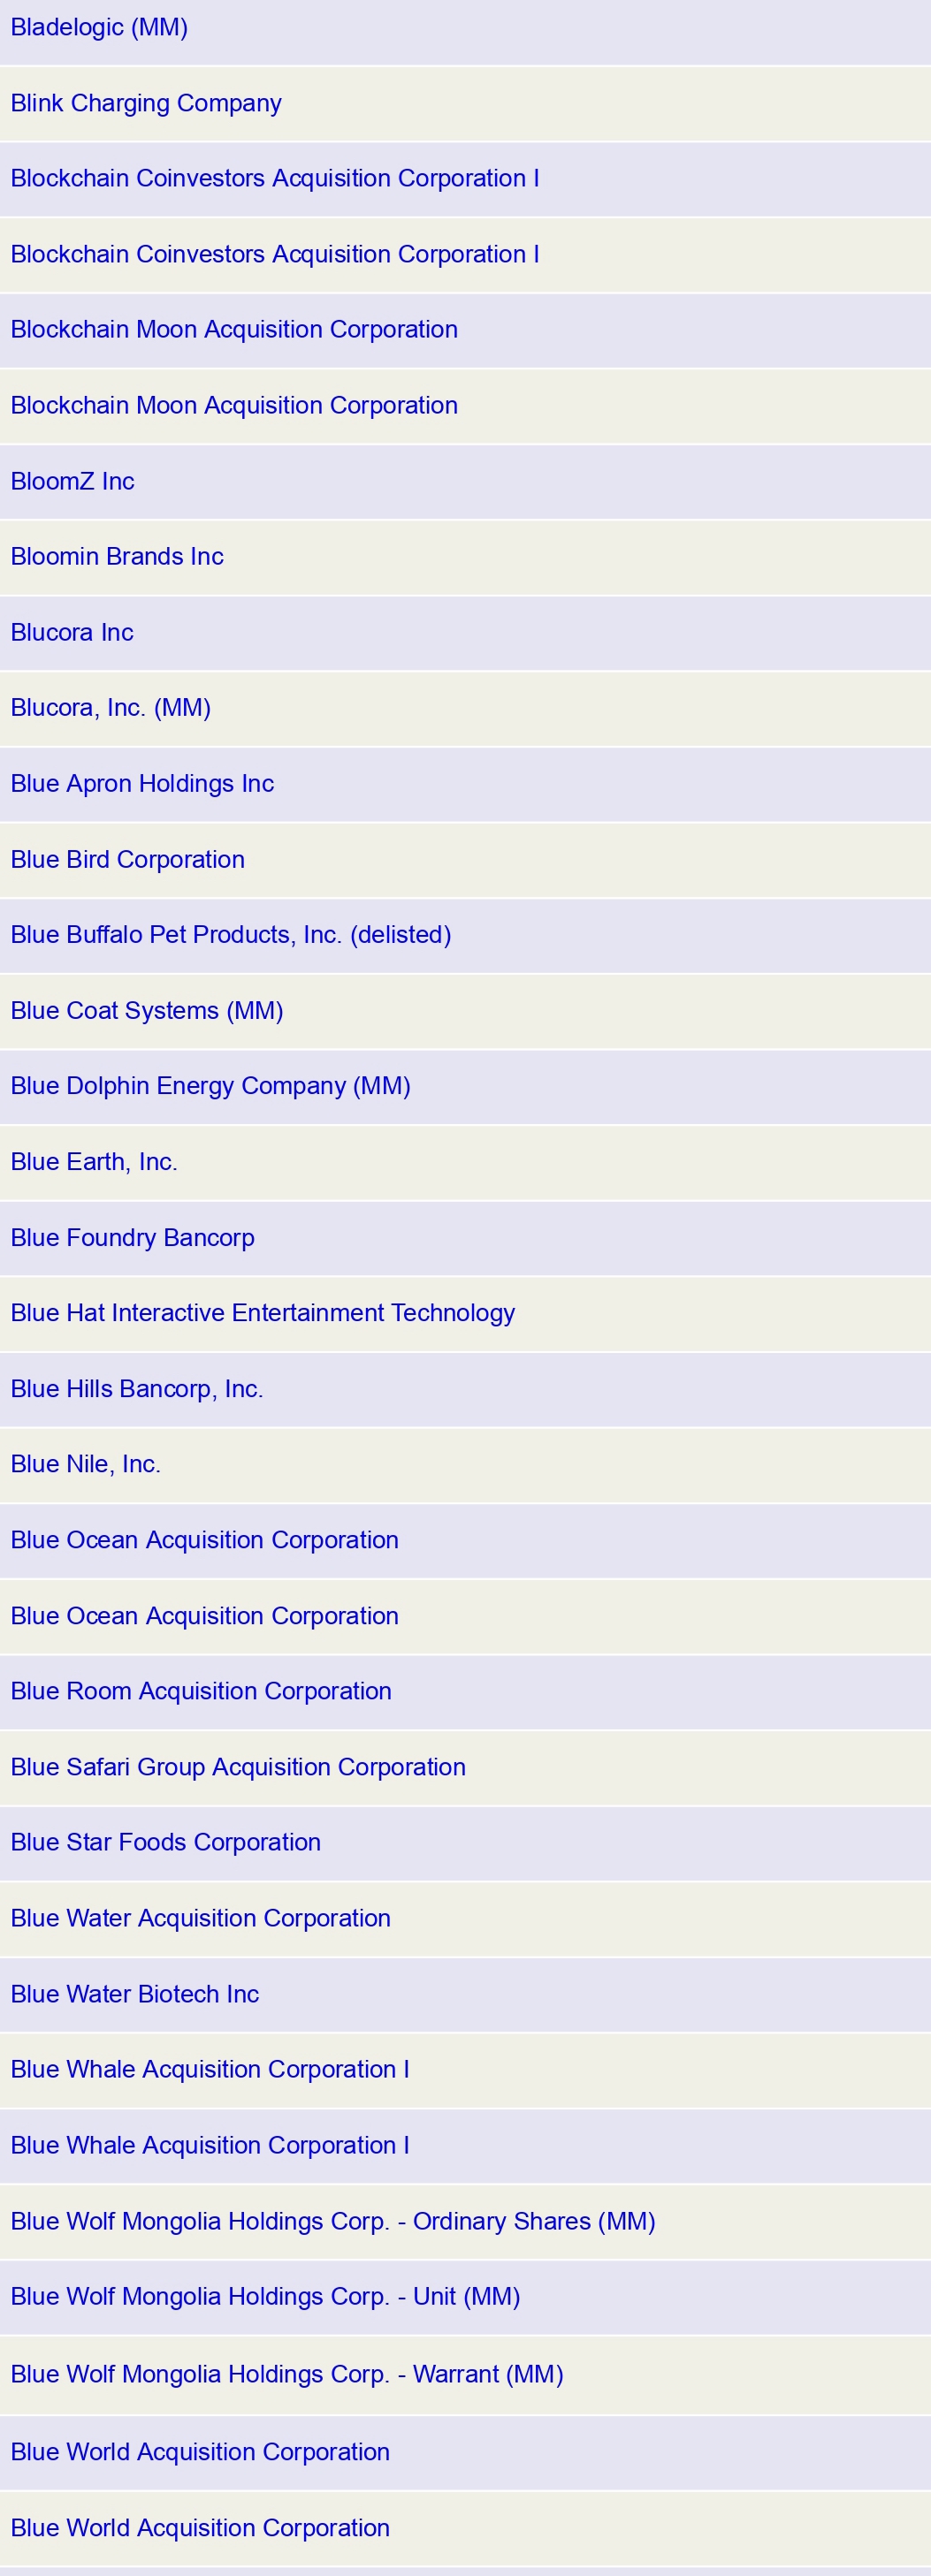 Bladelogic (MM)
Blink Charging Company
Blockchain Coinvestors Acquisition Corporation I
Blockchain Coinvestors Acquisition Corporation I
Blockchain Moon Acquisition Corporation
Blockchain Moon Acquisition Corporation
BloomZ Inc
Bloomin Brands Inc
Blucora Inc
Blucora, Inc. (MM)
Blue Apron Holdings Inc
Blue Bird Corporation
Blue Buffalo Pet Products, Inc. (delisted)
Blue Coat Systems (MM)
Blue Dolphin Energy Company (MM)
Blue Earth, Inc.
Blue Foundry Bancorp
Blue Hat Interactive Entertainment Technology
Blue Hills Bancorp, Inc.
Blue Nile, Inc.
Blue Ocean Acquisition Corporation
Blue Ocean Acquisition Corporation
Blue Room Acquisition Corporation
Blue Safari Group Acquisition Corporation
Blue Star Foods Corporation
Blue Water Acquisition Corporation
Blue Water Biotech Inc
Blue Whale Acquisition Corporation I
Blue Whale Acquisition Corporation I
Blue Wolf Mongolia Holdings Corp. - Ordinary Shares (MM)
Blue Wolf Mongolia Holdings Corp. - Unit (MM)
Blue Wolf Mongolia Holdings Corp. - Warrant (MM)
Blue World Acquisition Corporation
Blue World Acquisition Corporation